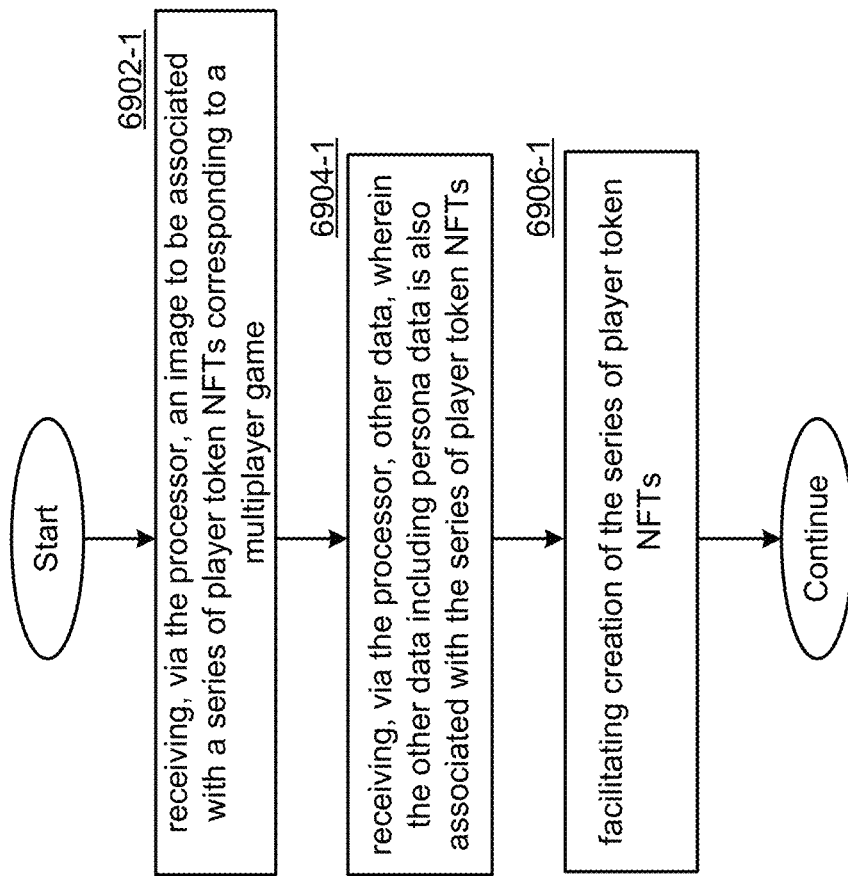 Start
6902-1
receiving, via the processor, an image to be associated
with a series of player token NFTs corresponding to a
multiplayer game
6904-1
receiving, via the processor, other data, wherein
the other data including persona data is also
associated with the series of player token NFTs
6906-1
facilitating creation of the series of player token
NFTs
Continue